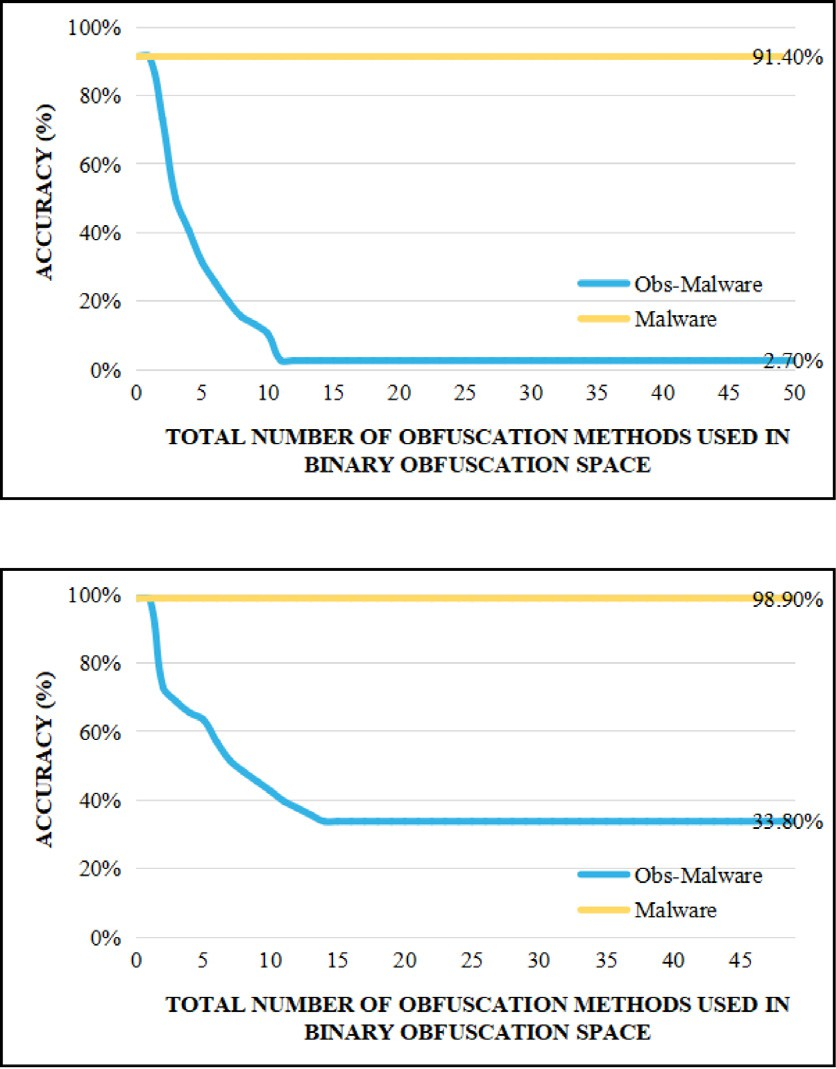 100%
91.40%
80%
60%
40%
20%
0%
ACCURACY (%)
Obs-Malware
Malware
2.70%
0 5 10 15 20 25 30 35 40 45 50
TOTAL NUMBER OF OBFUSCATION METHODS USED IN
BINARY OBFUSCATION SPACE
100%
98.90%
80%
60%
40%
20%
0%
ACCURACY (%)
33.80%
Obs-Malware
Malware
0 5 10 15 20 25 30 35 40 45
TOTAL NUMBER OF OBFUSCATION METHODS USED IN
BINARY OBFUSCATION SPACE